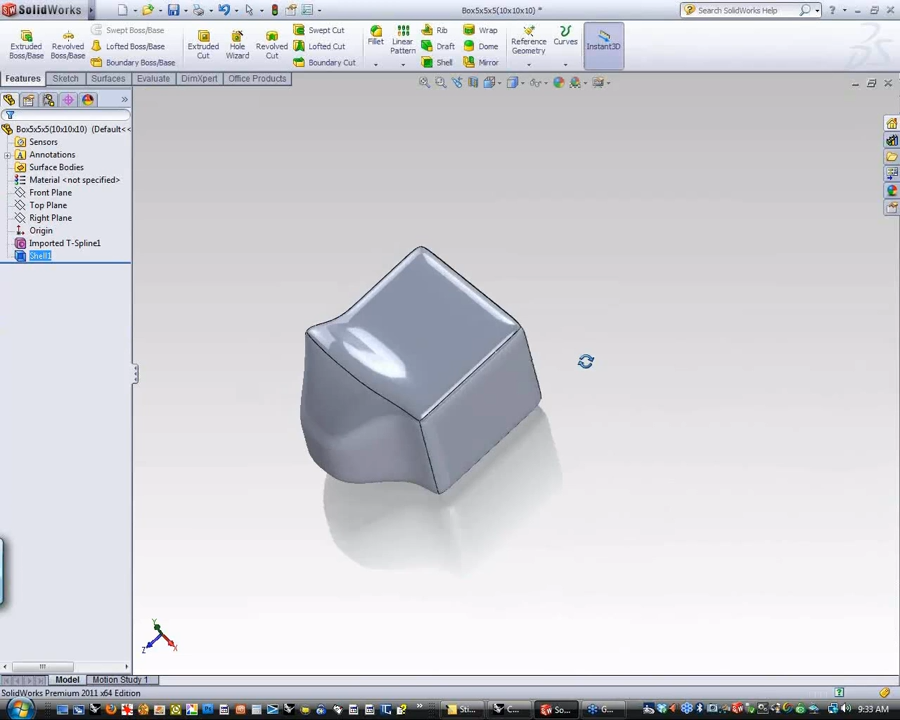 SolidWorks
Box5x5x5(10x10x10) *
Search SolidWorks Help
Extruded Boss/Base
Revolved Boss/Base
Swept Boss/Base
Lofted Boss/Base
Boundary Boss/Base
Extruded Cut
Hole Wizard
Revolved Cut
Swept Cut
Lofted Cut
Boundary Cut
Fillet
Linear Pattern
Rib
Draft
Shell
Wrap
Dome
Mirror
Reference Geometry
Curves
Instant3D
Features
Sketch
Surfaces
Evaluate
DimXpert
Office Products
Box5x5x5(10x10x10) (Default<<
Sensors
Annotations
Surface Bodies
Material <not specified>
Front Plane
Top Plane
Right Plane
Origin
Imported T-Spline1
Shell1
Y
Z
X
Model
Motion Study 1
SolidWorks Premium 2011 x64 Edition
St...
C...
So...
G...
9:33 AM